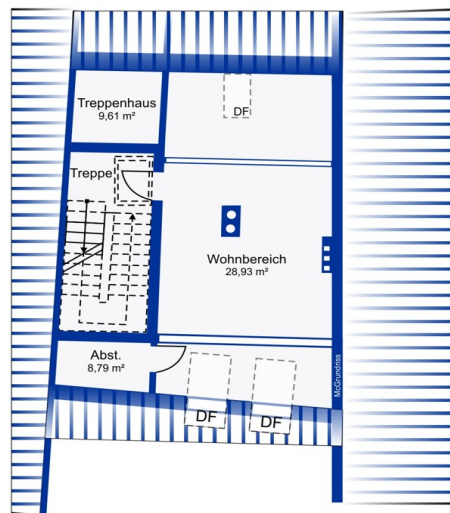 Treppenhaus
9,61 m²
DF
Treppe
Wohnbereich
28,93 m²
Abst.
8,79 m²
McGrundriss
DF
DF